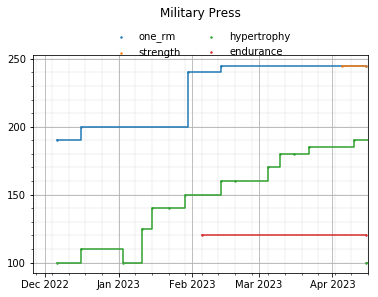 Military Press
one_rm
strength
hypertrophy
endurance
250
200
150
100
Dec 2022
Jan 2023
Feb 2023
Mar 2023
Apr 2023